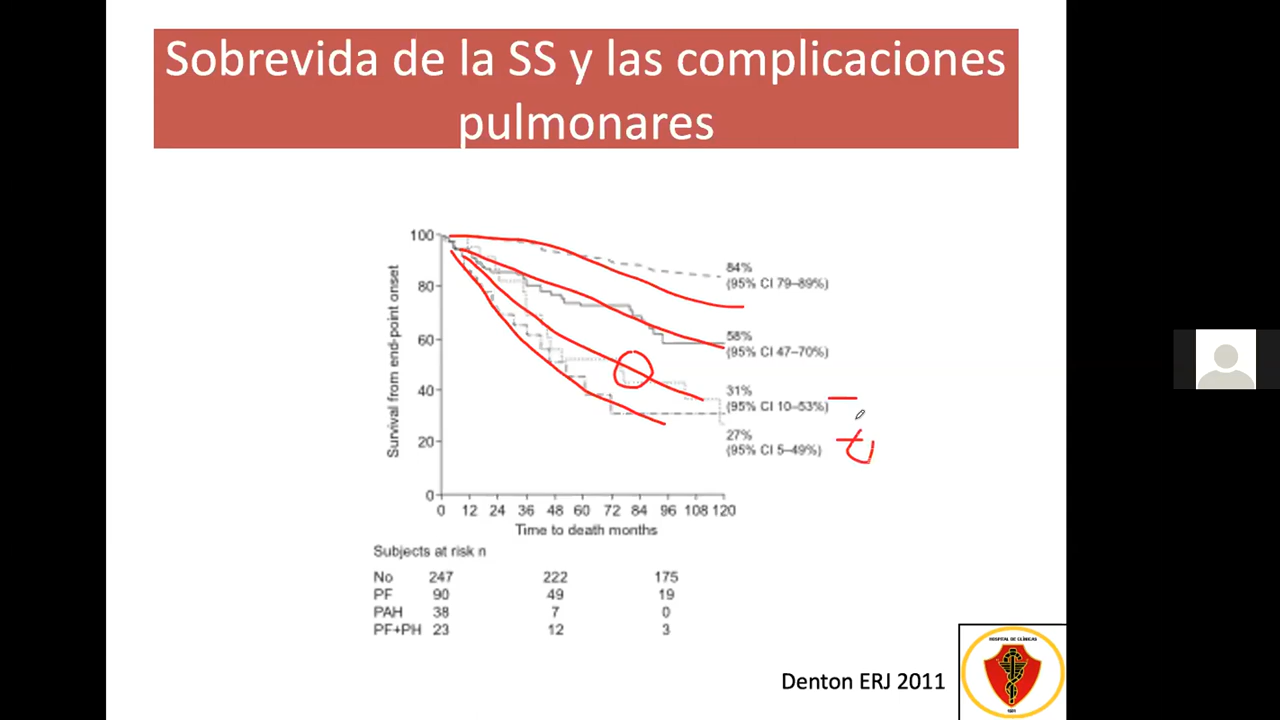 Sobrevida de la SS y las complicaciones
pulmonares
Survival from end-point onset
100
80
60
40
20
0
84%
(95% CI 79–89%)
58%
(95% CI 47–70%)
31%
(95% CI 10–53%)
27%
(95% CI 5–49%)
0 12 24 36 48 60 72 84 96 108 120
Time to death months
Subjects at risk n
No 247 222 175
PF 90 49 19
PAH 38 7 0
PF+PH 23 12 3
Denton ERJ 2011
HOSPITAL DE CLÍNICAS